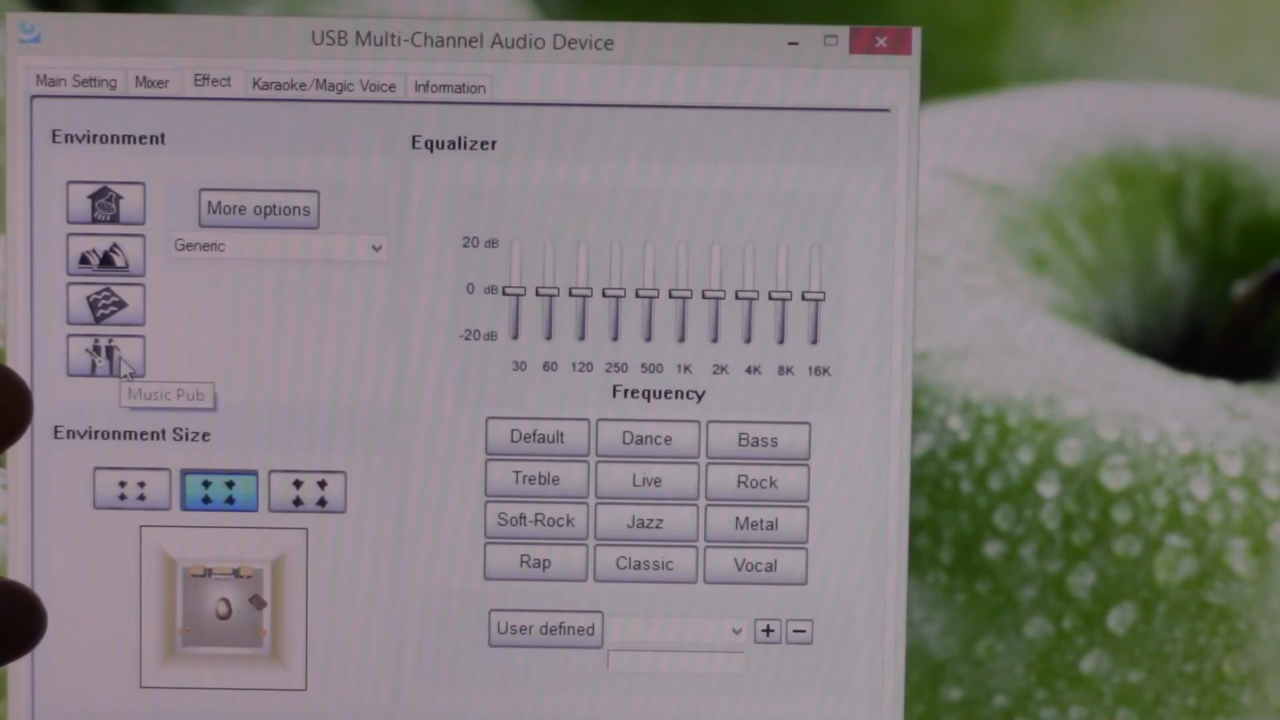 USB Multi-Channel Audio Device
Main Setting Mixer Effect Karaoke/Magic Voice Information
Environment
Equalizer
More options
Generic
20 dB
0 dB
-20 dB
30 60 120 250 500 1K 2K 4K 8K 16K
Frequency
Music Pub
Environment Size
Default Dance Bass
Treble Live Rock
Soft-Rock Jazz Metal
Rap Classic Vocal
User defined